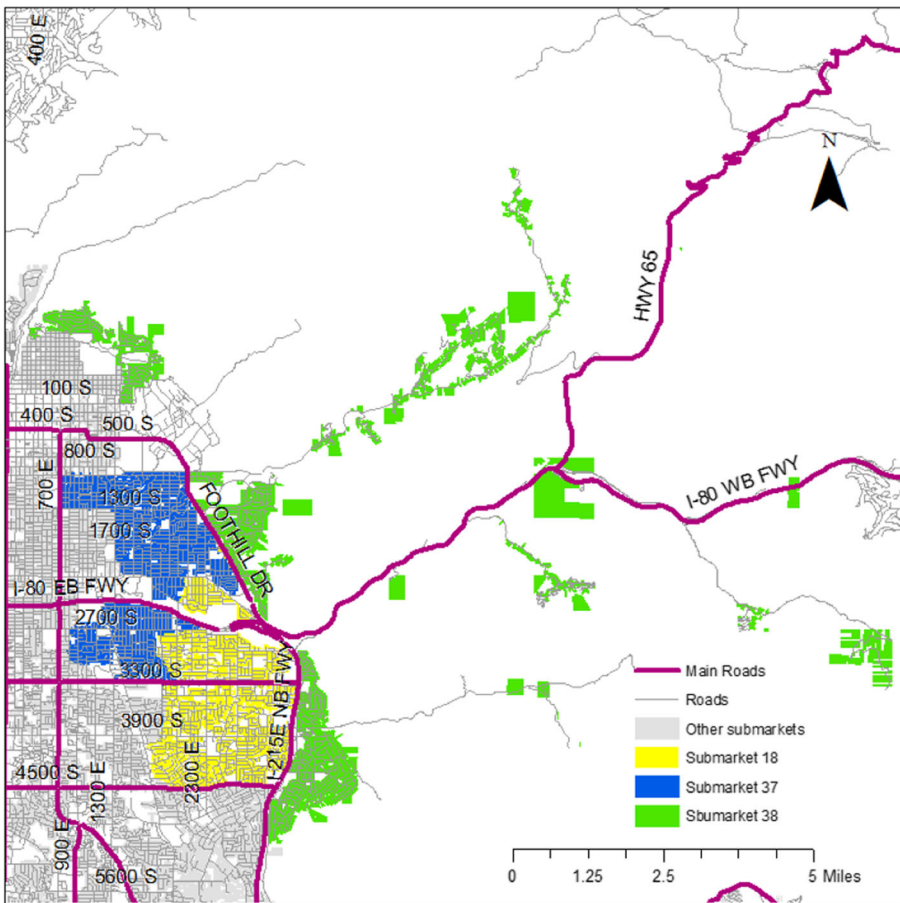 400 E
N
HWY 65
100 S
400 S
500 S
800 S
700 E
1300 S
FOOTHILL DR
I-80 WB FWY
1700 S
I-80 EB FWY
2700 S
3300 S
I-215E NB FWY
3900 S
2300 E
4500 S
1300 E
900 E
5600 S
Main Roads
Roads
Other submarkets
Submarket 18
Submarket 37
Sbumarket 38
0 1.25 2.5 5 Miles